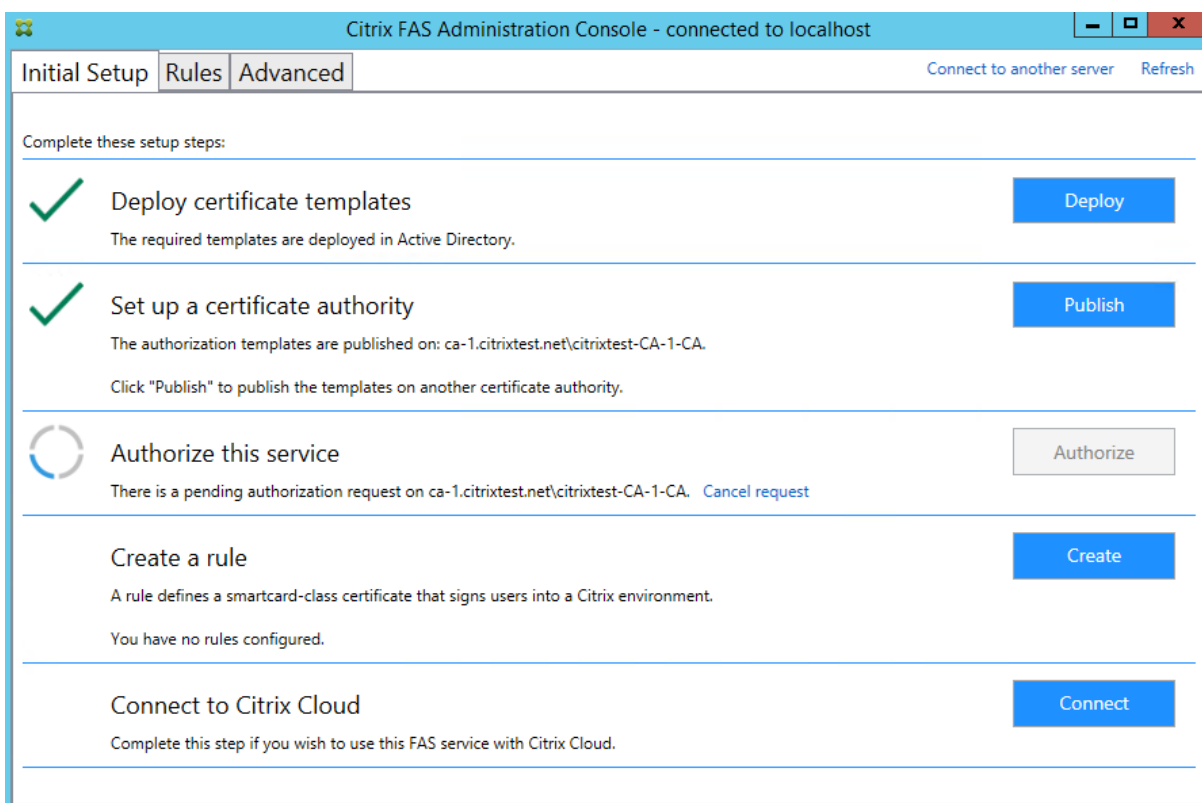 Citrix FAS Administration Console - connected to localhost
Initial Setup Rules Advanced Connect to another server Refresh
Complete these setup steps:
Deploy certificate templates Deploy
The required templates are deployed in Active Directory.
Set up a certificate authority Publish
The authorization templates are published on: ca-1.citrixtest.net\citrixtest-CA-1-CA.
Click "Publish" to publish the templates on another certificate authority.
Authorize this service Authorize
There is a pending authorization request on ca-1.citrixtest.net\citrixtest-CA-1-CA. Cancel request
Create a rule Create
A rule defines a smartcard-class certificate that signs users into a Citrix environment.
You have no rules configured.
Connect to Citrix Cloud Connect
Complete this step if you wish to use this FAS service with Citrix Cloud.